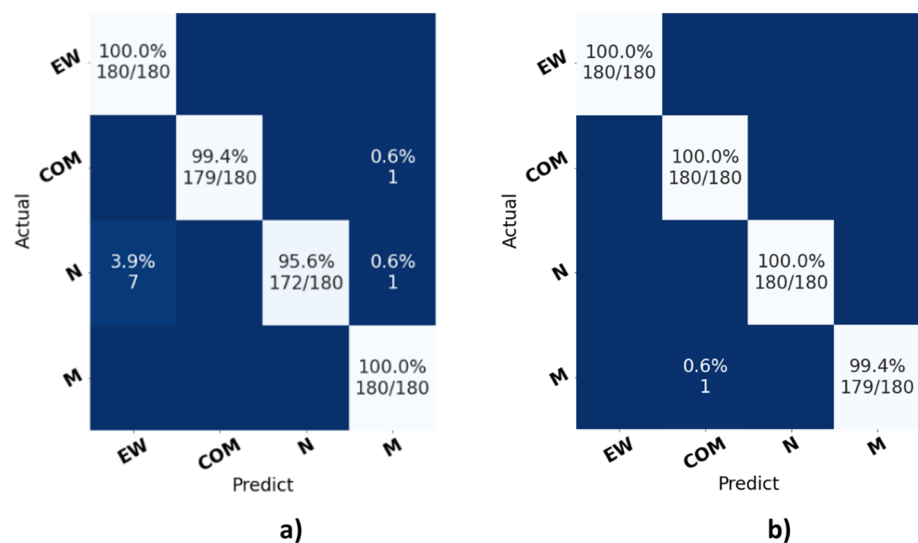 EW
100.0%
180/180
COM
99.4%
179/180
0.6%
1
Actual
N
3.9%
7
95.6%
172/180
0.6%
1
M
100.0%
180/180
EW
COM
N
M
Predict
a)
EW
100.0%
180/180
COM
100.0%
180/180
Actual
N
100.0%
180/180
M
0.6%
1
99.4%
179/180
EW
COM
N
M
Predict
b)